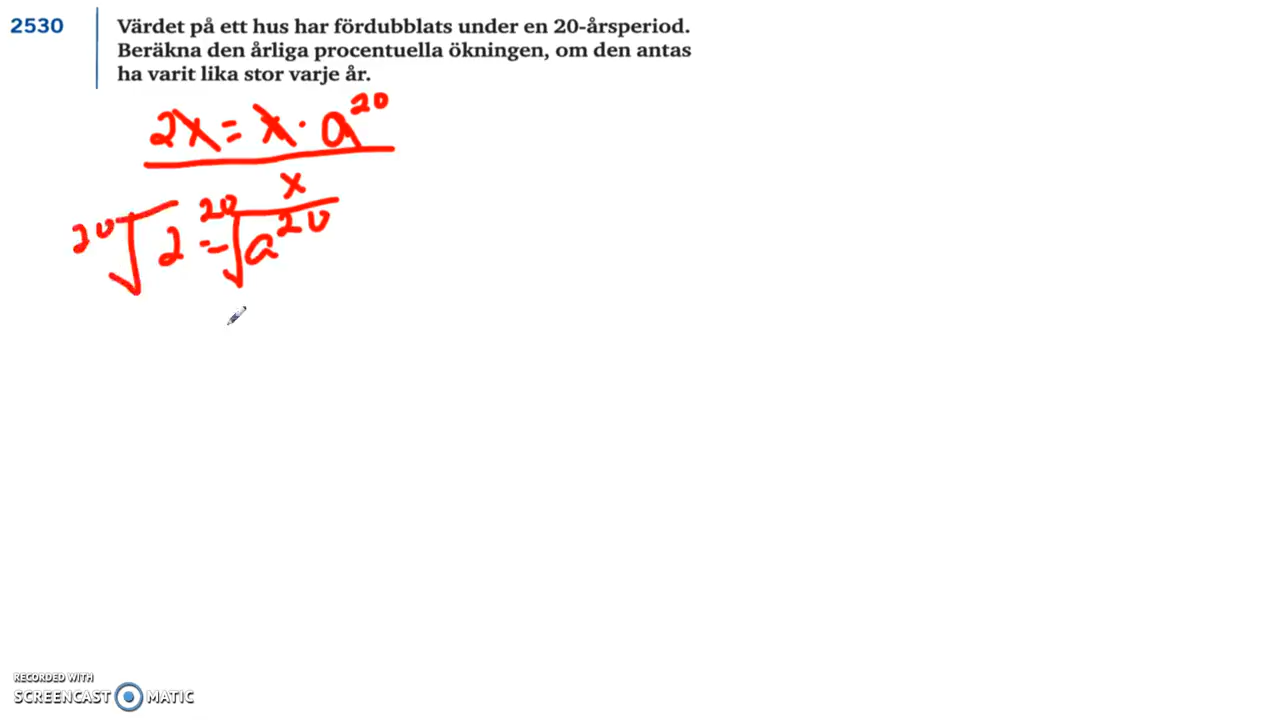 2530 Värdet på ett hus har fördubblats under en 20-årsperiod.
Beräkna den årliga procentuella ökningen, om den antas
ha varit lika stor varje år.
2x = x · a²⁰
x
²⁰√2 = ²⁰√a²⁰
RECORDED WITH
SCREENCAST MATIC